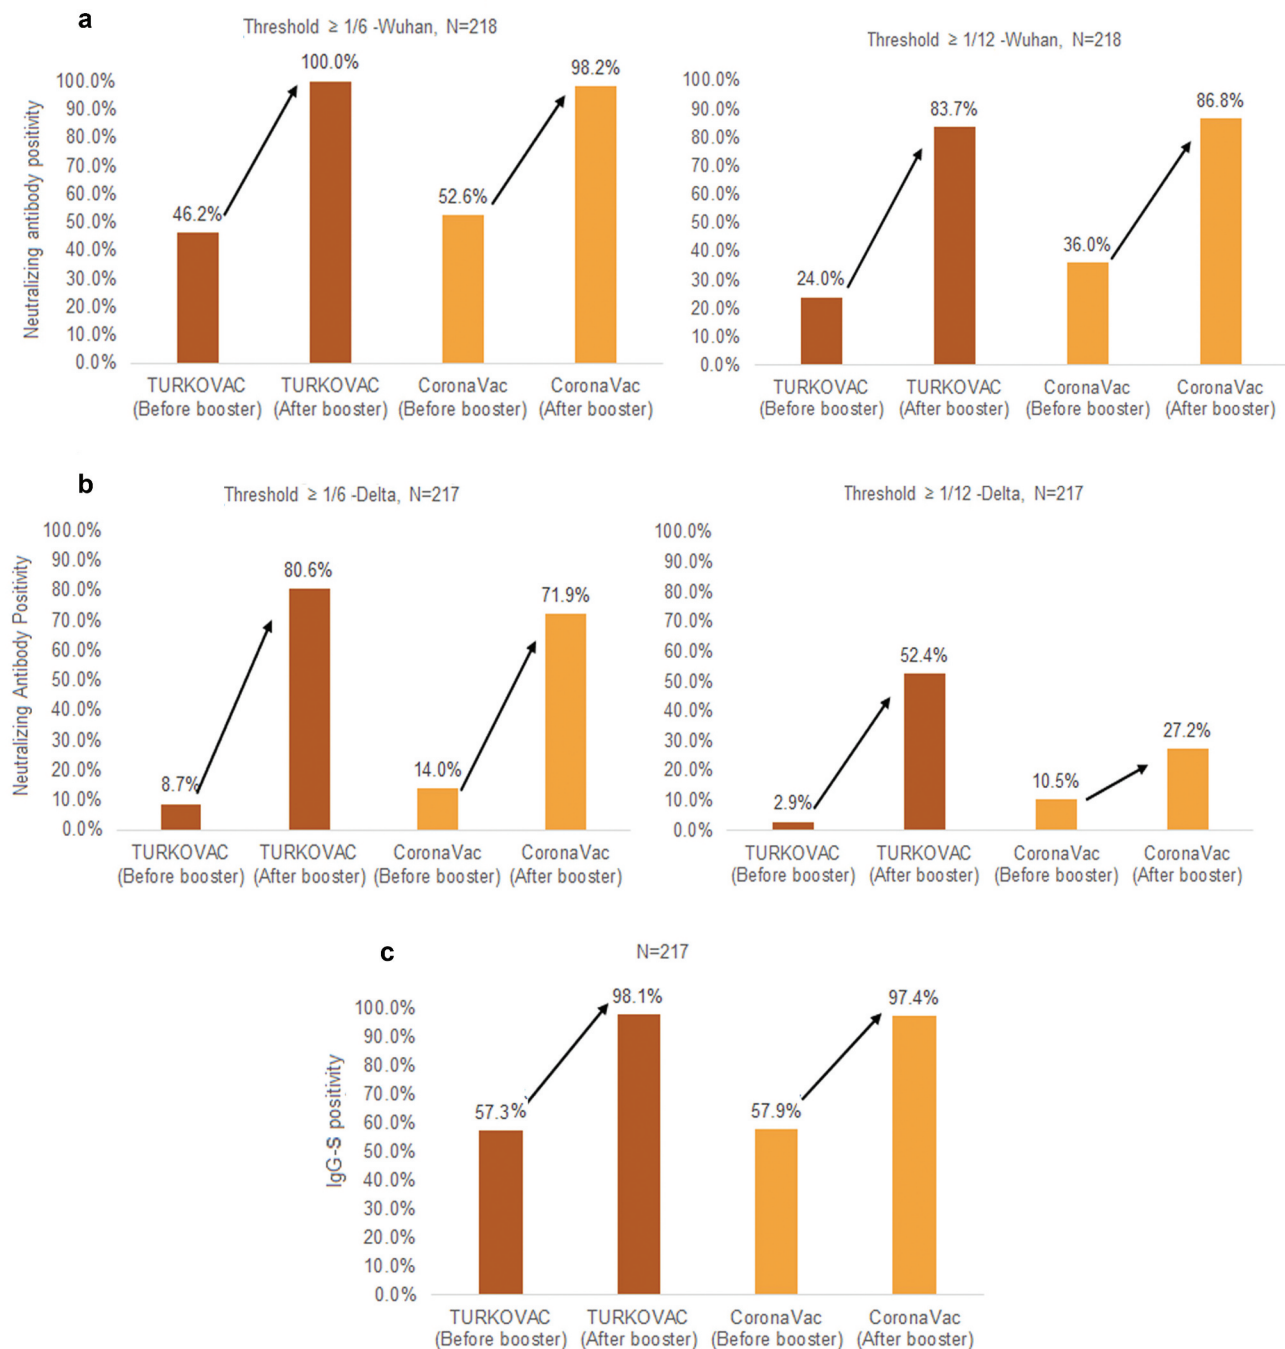 a
Threshold ≥ 1/6 -Wuhan, N=218
Neutralizing antibody positivity
100.0%
90.0%
80.0%
70.0%
60.0%
50.0%
40.0%
30.0%
20.0%
10.0%
0.0%
46.2%
100.0%
52.6%
98.2%
TURKOVAC
(Before booster)
TURKOVAC
(After booster)
CoronaVac
(Before booster)
CoronaVac
(After booster)
Threshold ≥ 1/12 -Wuhan, N=218
100.0%
90.0%
80.0%
70.0%
60.0%
50.0%
40.0%
30.0%
20.0%
10.0%
0.0%
24.0%
83.7%
36.0%
86.8%
TURKOVAC
(Before booster)
TURKOVAC
(After booster)
CoronaVac
(Before booster)
CoronaVac
(After booster)
b
Threshold ≥ 1/6 -Delta, N=217
Neutralizing Antibody Positivity
100.0%
90.0%
80.0%
70.0%
60.0%
50.0%
40.0%
30.0%
20.0%
10.0%
0.0%
8.7%
80.6%
14.0%
71.9%
TURKOVAC
(Before booster)
TURKOVAC
(After booster)
CoronaVac
(Before booster)
CoronaVac
(After booster)
Threshold ≥ 1/12 -Delta, N=217
100.0%
90.0%
80.0%
70.0%
60.0%
50.0%
40.0%
30.0%
20.0%
10.0%
0.0%
2.9%
52.4%
10.5%
27.2%
TURKOVAC
(Before booster)
TURKOVAC
(After booster)
CoronaVac
(Before booster)
CoronaVac
(After booster)
c
N=217
IgG-S positivity
100.0%
90.0%
80.0%
70.0%
60.0%
50.0%
40.0%
30.0%
20.0%
10.0%
0.0%
57.3%
98.1%
57.9%
97.4%
TURKOVAC
(Before booster)
TURKOVAC
(After booster)
CoronaVac
(Before booster)
CoronaVac
(After booster)